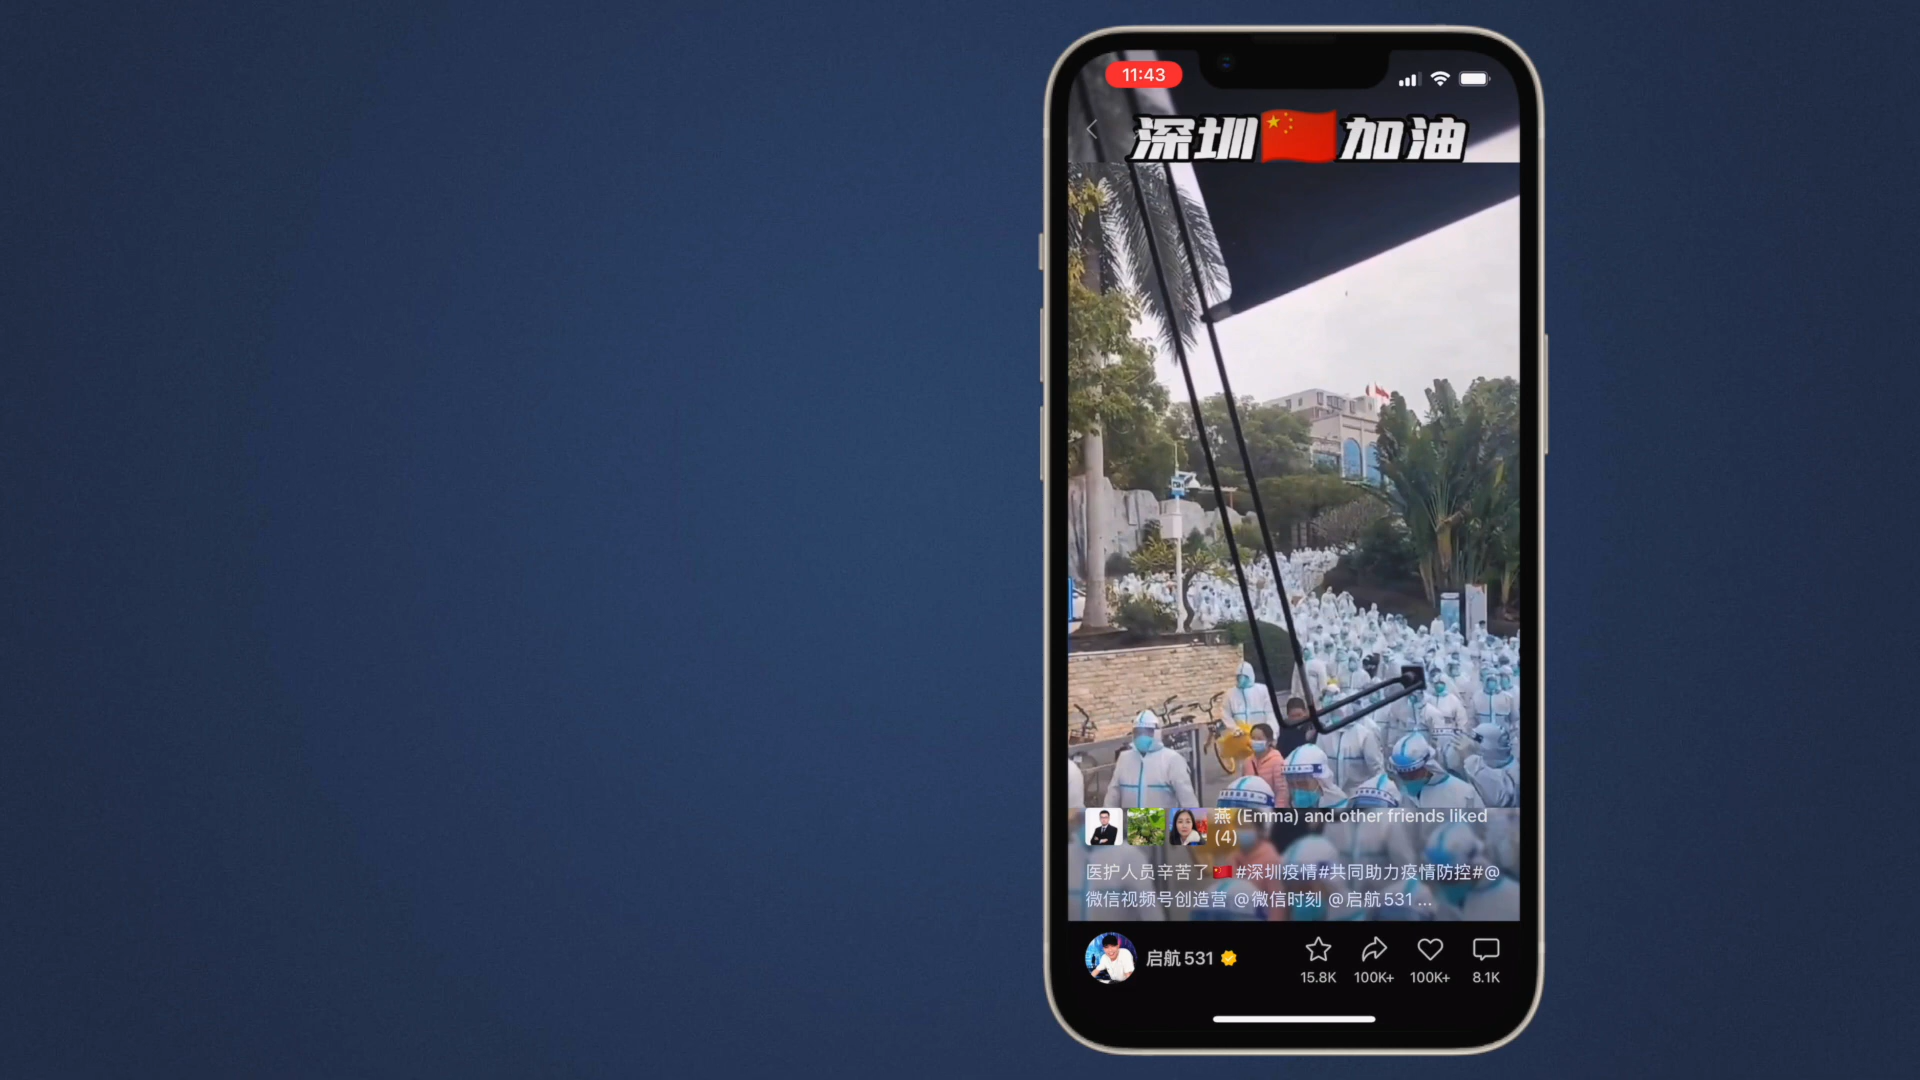 11:43
深圳🇨🇳加油
燕 (Emma) and other friends liked
(4)
医护人员辛苦了🇨🇳#深圳疫情#共同助力疫情防控#@
微信视频号创造营 @微信时刻 @启航531 ...
启航531
15.8K 100K+ 100K+ 8.1K